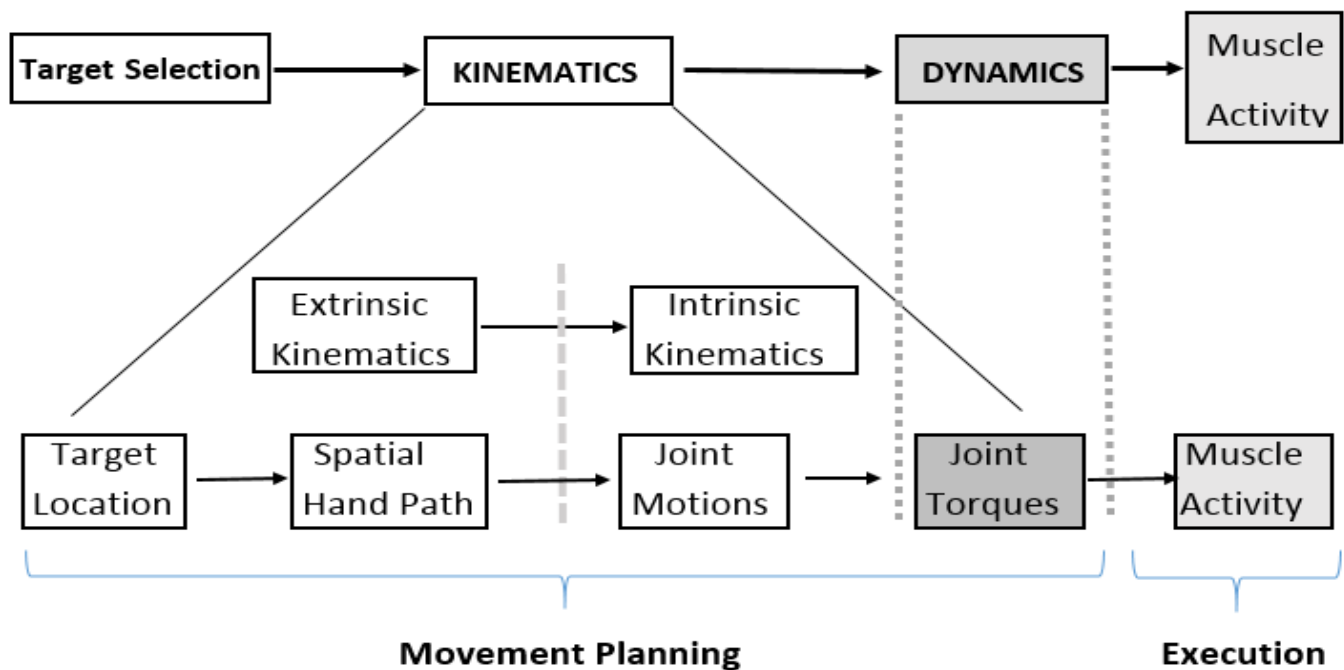 Target Selection
KINEMATICS
DYNAMICS
Muscle
Activity
Extrinsic
Kinematics
Intrinsic
Kinematics
Target
Location
Spatial
Hand Path
Joint
Motions
Joint
Torques
Muscle
Activity
Movement Planning
Execution